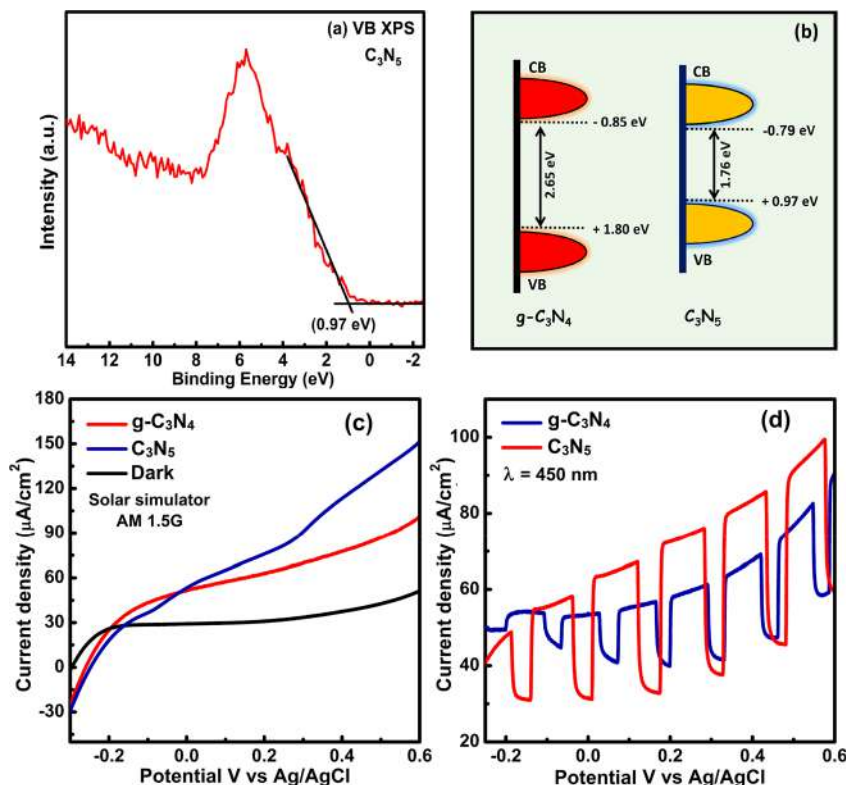 (a) VB XPS
C₃N₅
(0.97 eV)
Intensity (a.u.)
14 12 10 8 6 4 2 0 -2
Binding Energy (eV)
(b)
CB
CB
- 0.85 eV
-0.79 eV
2.65 eV
1.76 eV
+ 0.97 eV
+ 1.80 eV
VB
VB
g-C₃N₄
C₃N₅
(c)
g-C₃N₄
C₃N₅
Dark
Solar simulator
AM 1.5G
180
150
120
90
60
30
0
-30
Current density (μA/cm²)
-0.2 0.0 0.2 0.4 0.6
Potential V vs Ag/AgCl
(d)
g-C₃N₄
C₃N₅
λ = 450 nm
100
80
60
40
20
Current density (μA/cm²)
-0.2 0.0 0.2 0.4 0.6
Potential V vs Ag/AgCl